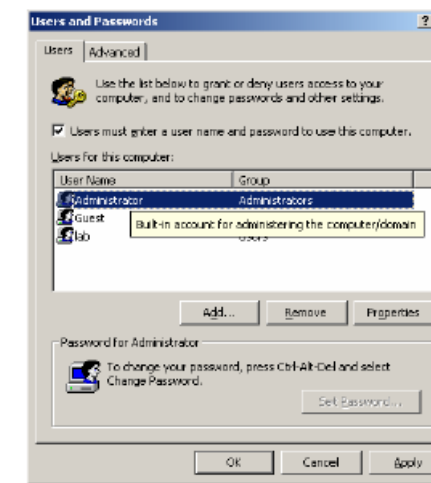 Users and Passwords
?
Users
Advanced
Use the list below to grant or deny users access to your
computer, and to change passwords and other settings.
Users must enter a user name and password to use this computer.
Users for this computer:
User Name Group
Administrator Administrators
Guest
Built-in account for administering the computer/domain
lab Users
Add... Remove Properties
Password for Administrator
To change your password, press Ctrl-Alt-Del and select
Change Password.
Set Password...
OK Cancel Apply